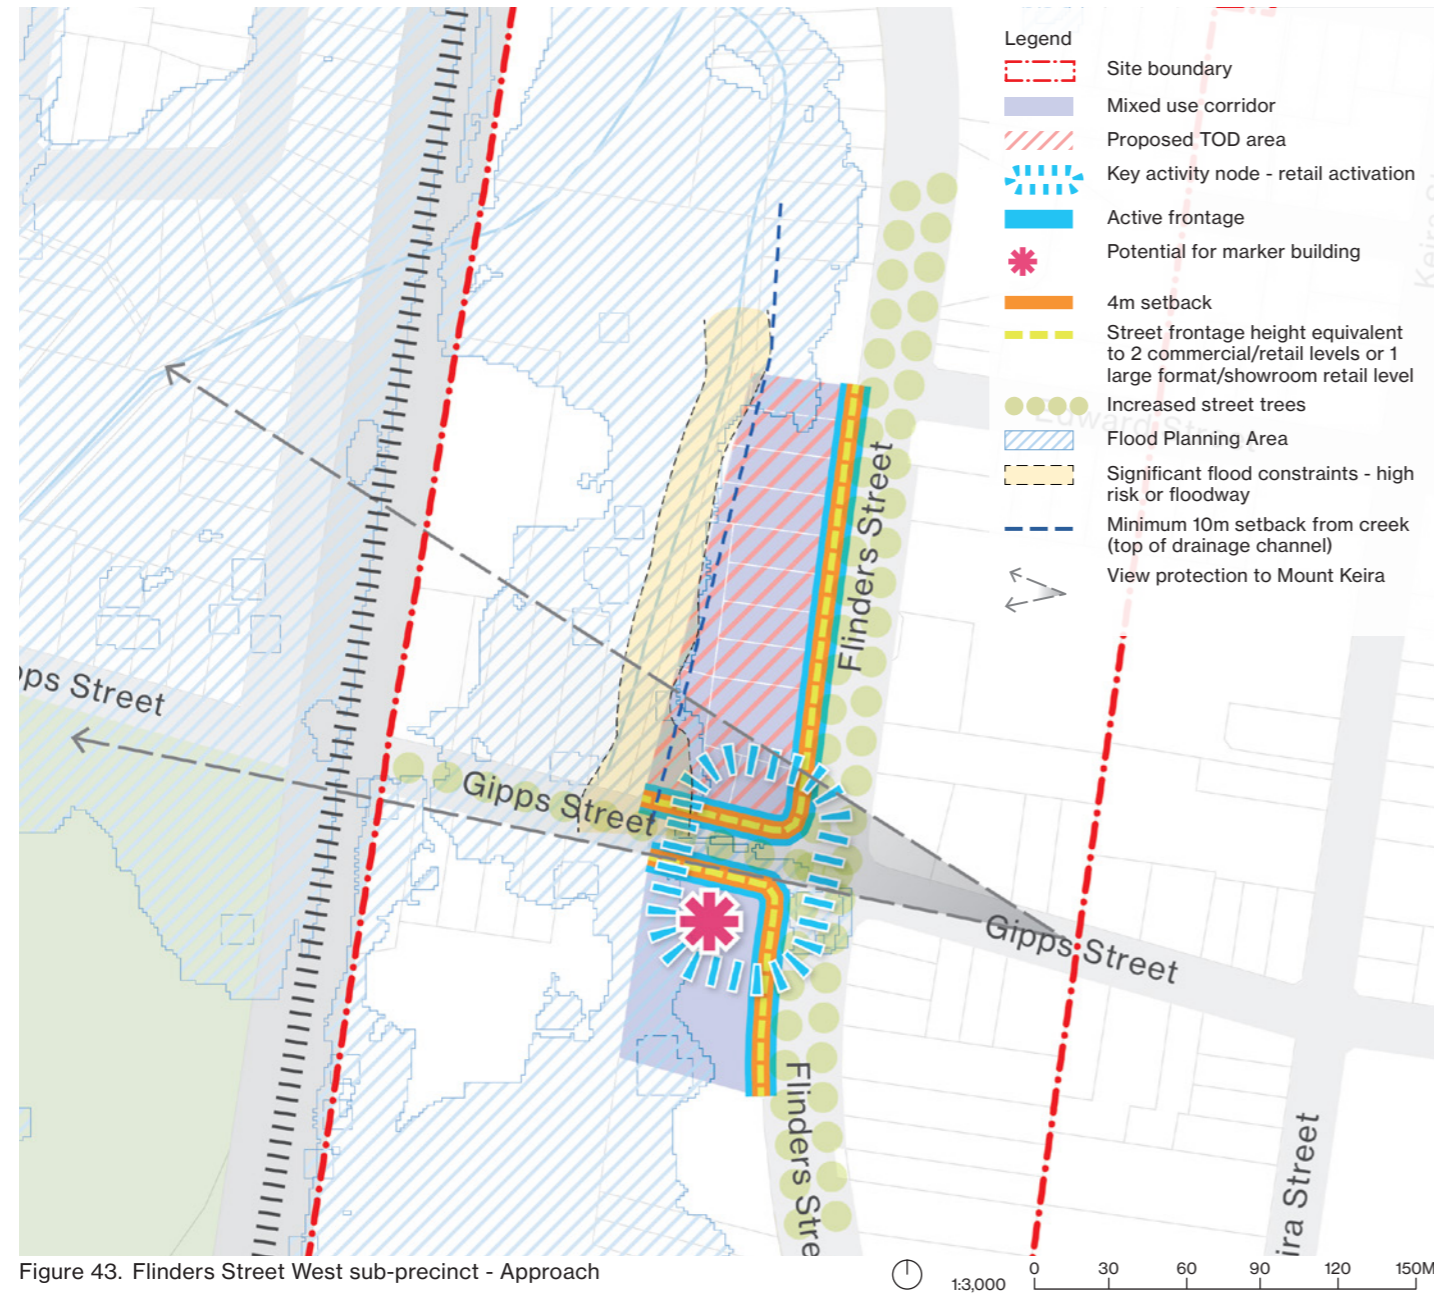 Legend
Site boundary
Mixed use corridor
Proposed TOD area
Key activity node - retail activation
Active frontage
Potential for marker building
4m setback
Street frontage height equivalent
to 2 commercial/retail levels or 1
large format/showroom retail level
Increased street trees
Flood Planning Area
Significant flood constraints - high
risk or floodway
Minimum 10m setback from creek
(top of drainage channel)
View protection to Mount Keira
Edward Street
Keira S
Flinders Street
pps Street
Gipps Street
Gipps Street
Flinders Stre
ira Street
Figure 43. Flinders Street West sub-precinct - Approach
1:3,000
0 30 60 90 120 150M